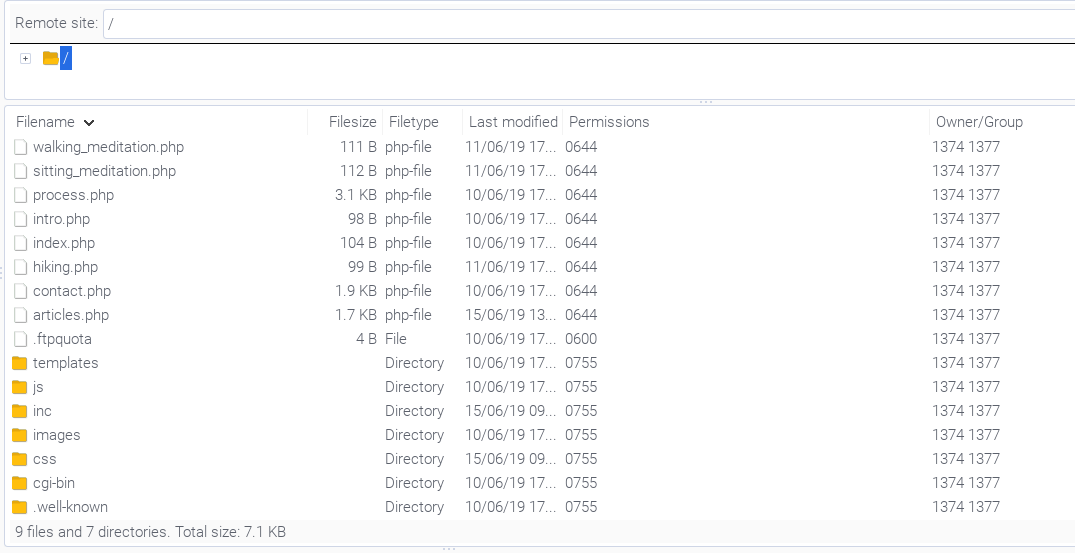 Remote site: /
/
Filename Filesize Filetype Last modified Permissions Owner/Group
walking_meditation.php 111 B php-file 11/06/19 17... 0644 1374 1377
sitting_meditation.php 112 B php-file 11/06/19 17... 0644 1374 1377
process.php 3.1 KB php-file 10/06/19 17... 0644 1374 1377
intro.php 98 B php-file 10/06/19 17... 0644 1374 1377
index.php 104 B php-file 10/06/19 17... 0644 1374 1377
hiking.php 99 B php-file 11/06/19 17... 0644 1374 1377
contact.php 1.9 KB php-file 10/06/19 17... 0644 1374 1377
articles.php 1.7 KB php-file 15/06/19 13... 0644 1374 1377
.ftpquota 4 B File 10/06/19 17... 0600 1374 1377
templates Directory 10/06/19 17... 0755 1374 1377
js Directory 10/06/19 17... 0755 1374 1377
inc Directory 15/06/19 09... 0755 1374 1377
images Directory 10/06/19 17... 0755 1374 1377
css Directory 15/06/19 09... 0755 1374 1377
cgi-bin Directory 10/06/19 17... 0755 1374 1377
.well-known Directory 10/06/19 17... 0755 1374 1377
9 files and 7 directories. Total size: 7.1 KB